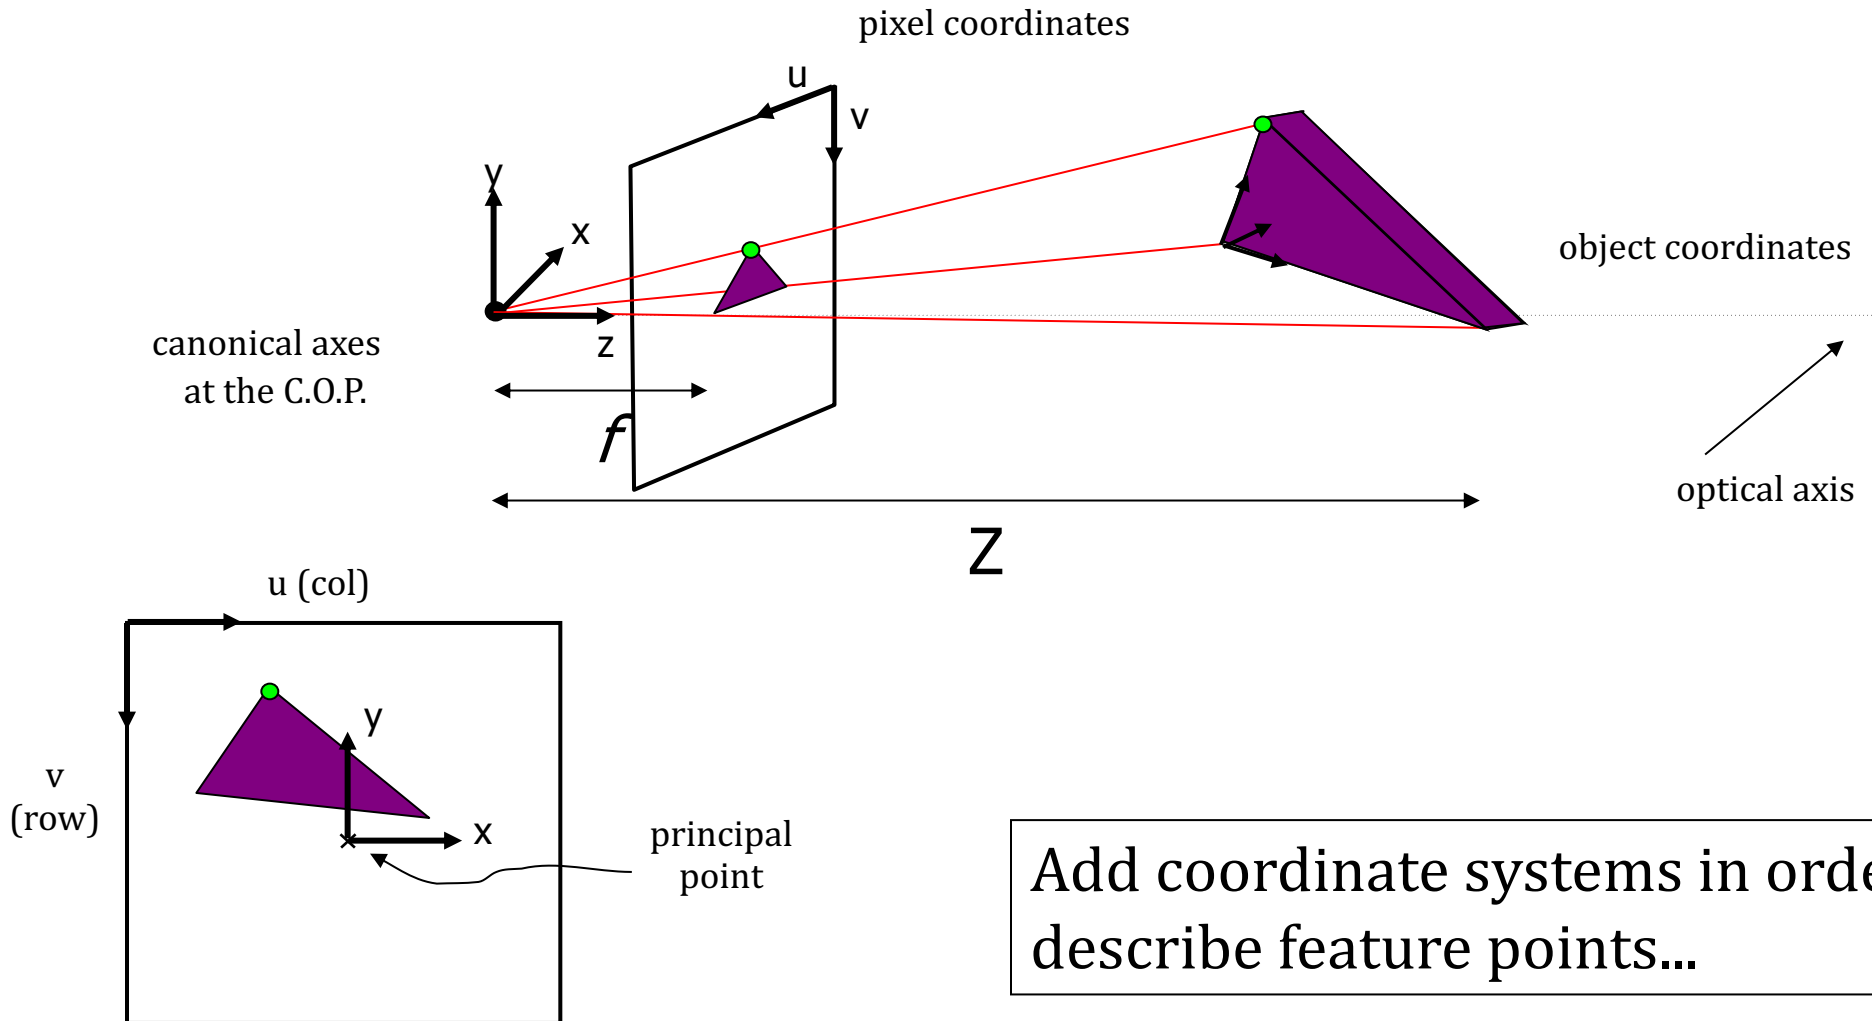 pixel coordinates
u
v
y
x
object coordinates
z
canonical axes
at the C.O.P.
f
optical axis
Z
u (col)
y
v
(row)
x
principal
point
Add coordinate systems in
describe feature points...